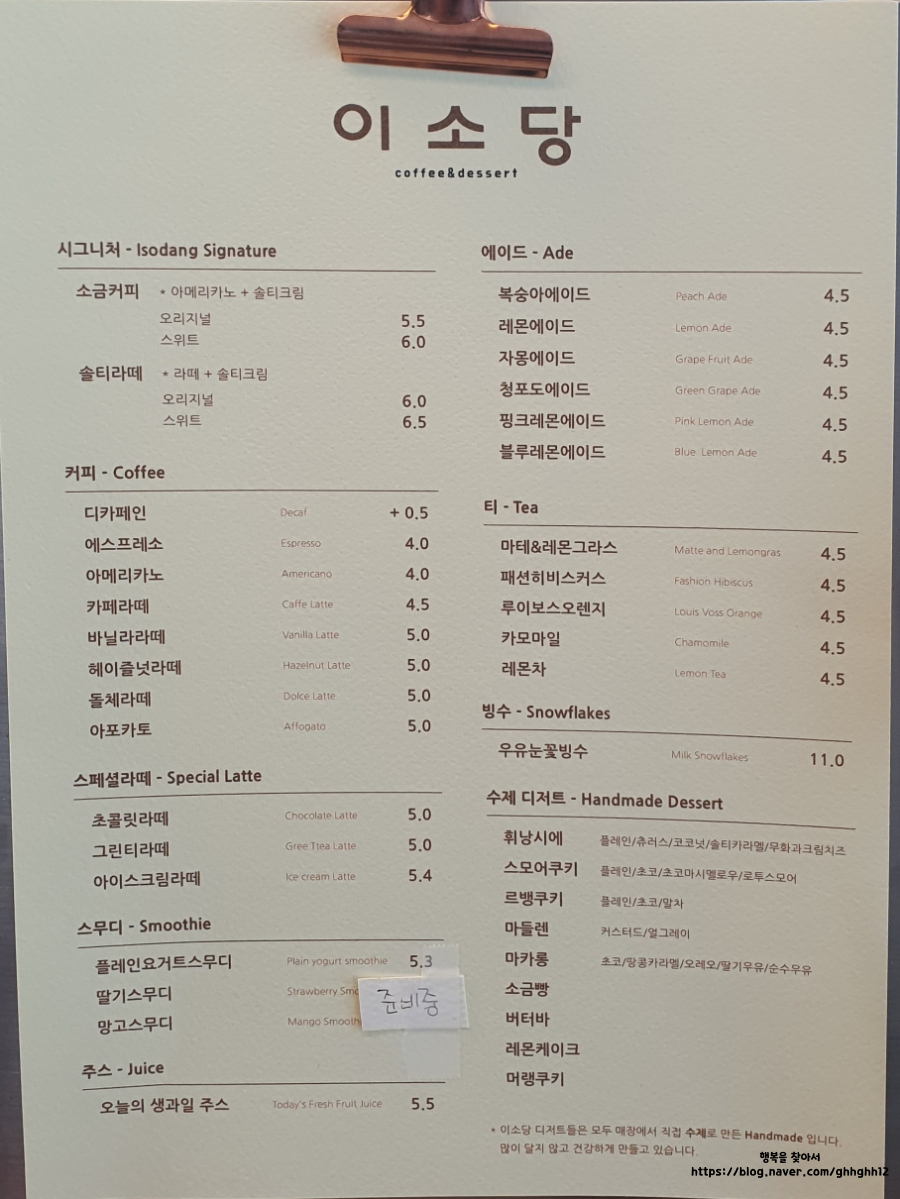 이소당
coffee&dessert
시그니처 - Isodang Signature
소금커피 * 아메리카노 + 솔티크림
오리지널 5.5
스위트 6.0
솔티라떼 * 라떼 + 솔티크림
오리지널 6.0
스위트 6.5
커피 - Coffee
디카페인 Decaf + 0.5
에스프레소 Espresso 4.0
아메리카노 Americano 4.0
카페라떼 Caffe Latte 4.5
바닐라라떼 Vanilla Latte 5.0
헤이즐넛라떼 Hazelnut Latte 5.0
돌체라떼 Dolce Latte 5.0
아포카토 Affogato 5.0
스페셜라떼 - Special Latte
초콜릿라떼 Chocolate Latte 5.0
그린티라떼 Gree Ttea Latte 5.0
아이스크림라떼 Ice cream Latte 5.4
스무디 - Smoothie
플레인요거트스무디 Plain yogurt smoothie 5.3
딸기스무디 Strawberry
망고스무디 Mango
준비중
주스 - Juice
오늘의 생과일 주스 Today's Fresh Fruit Juice 5.5
에이드 - Ade
복숭아에이드 Peach Ade 4.5
레몬에이드 Lemon Ade 4.5
자몽에이드 Grape Fruit Ade 4.5
청포도에이드 Green Grape Ade 4.5
핑크레몬에이드 Pink Lemon Ade 4.5
블루레몬에이드 Blue Lemon Ade 4.5
티 - Tea
마테&레몬그라스 Matte and Lemongras 4.5
패션히비스커스 Fashion Hibiscus 4.5
루이보스오렌지 Louis Voss Orange 4.5
카모마일 Chamomile 4.5
레몬차 Lemon Tea 4.5
빙수 - Snowflakes
우유눈꽃빙수 Milk Snowflakes 11.0
수제 디저트 - Handmade Dessert
휘낭시에 플레인/츄러스/코코넛/솔티카라멜/무화과크림치즈
스모어쿠키 플레인/초코/초코마시멜로우/로투스모어
르뱅쿠키 플레인/초코/말차
마들렌 커스터드/얼그레이
마카롱 초코/땅콩카라멜/오레오/딸기우유/순수우유
소금빵
버터바
레몬케이크
머랭쿠키
* 이소당 디저트들은 모두 매장에서 직접 수제로 만든 Handmade 입니다.
많이 달지 않고 건강하게 만들고 있습니다.
행복을 찾아서
https://blog.naver.com/ghhghh12